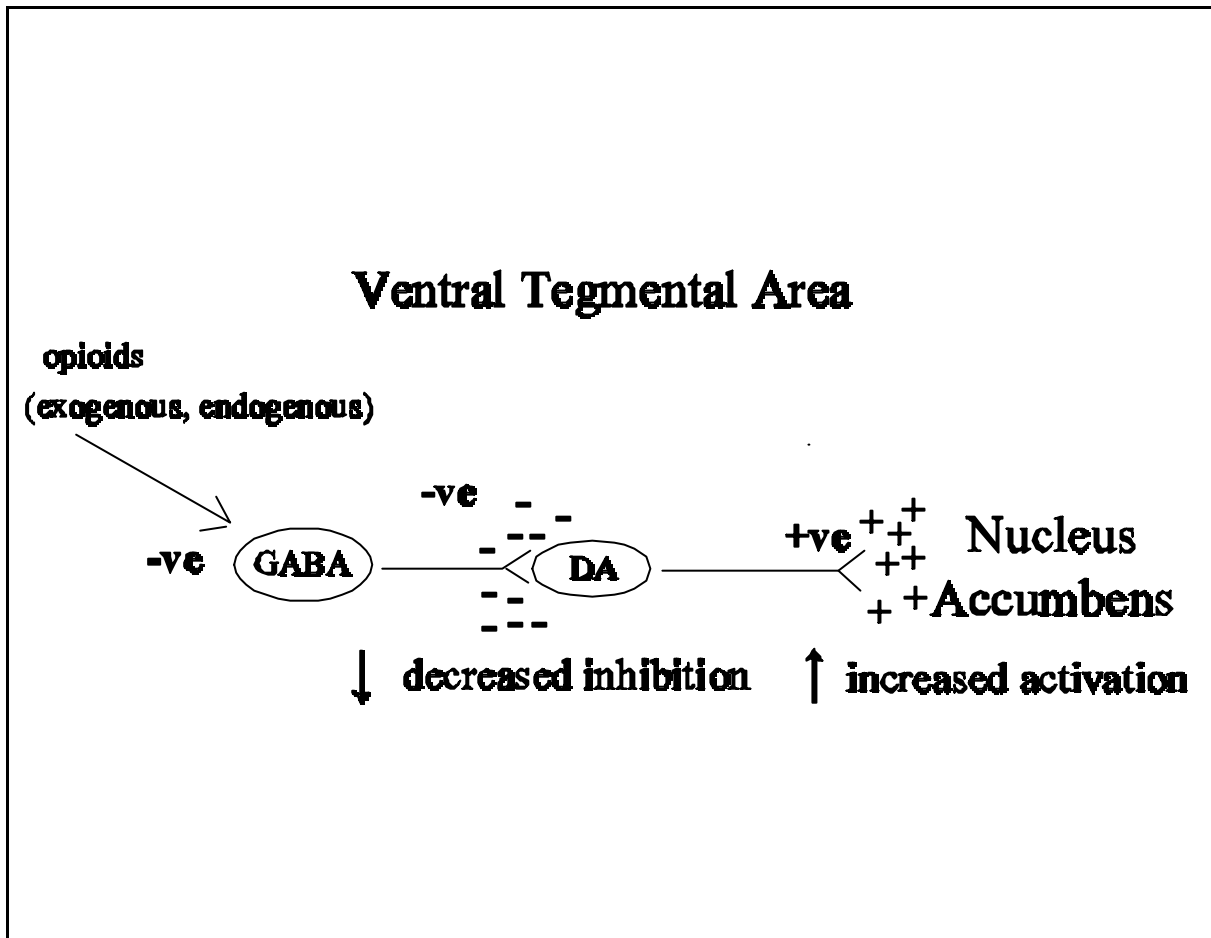 Ventral Tegmental Area
opioids
(exogenous, endogenous)
-ve
-ve GABA DA +ve Nucleus
Accumbens
decreased inhibition increased activation